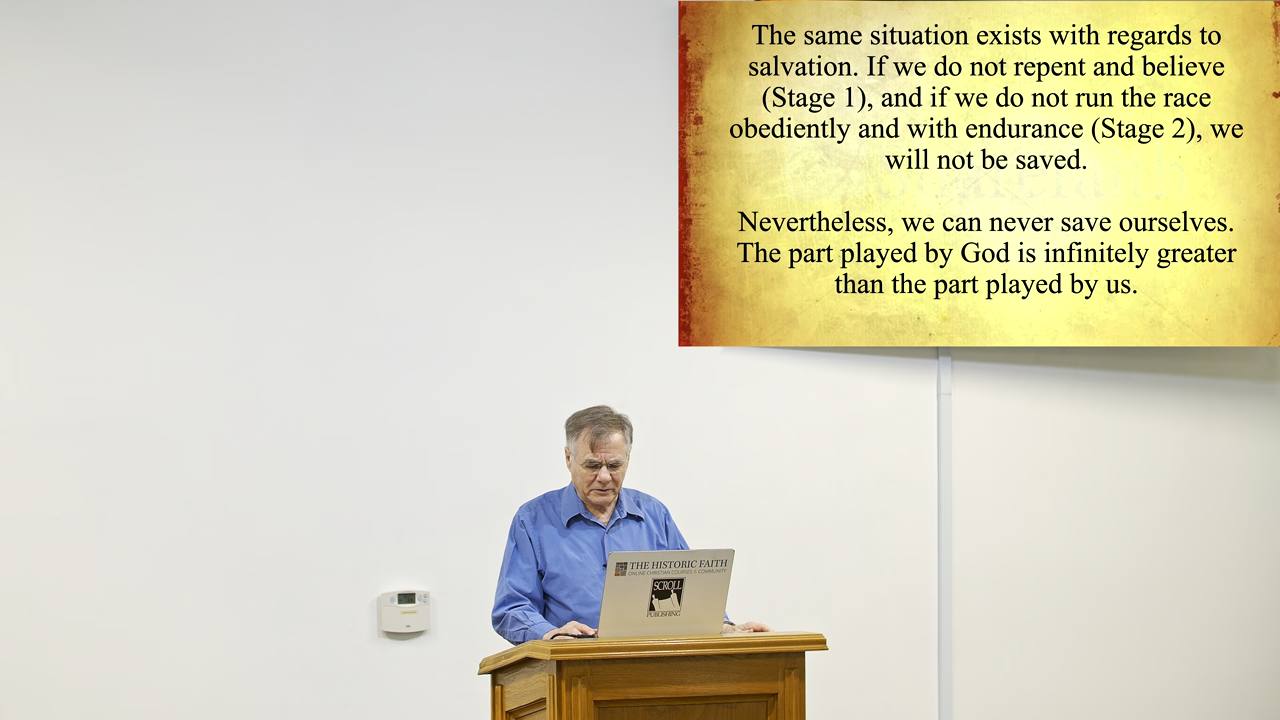 The same situation exists with regards to
salvation. If we do not repent and believe
(Stage 1), and if we do not run the race
obediently and with endurance (Stage 2), we
will not be saved.
Nevertheless, we can never save ourselves.
The part played by God is infinitely greater
than the part played by us.
THE HISTORIC FAITH
ONLINE CHRISTIAN COURSES & COMMUNITY
SCROLL
PUBLISHING